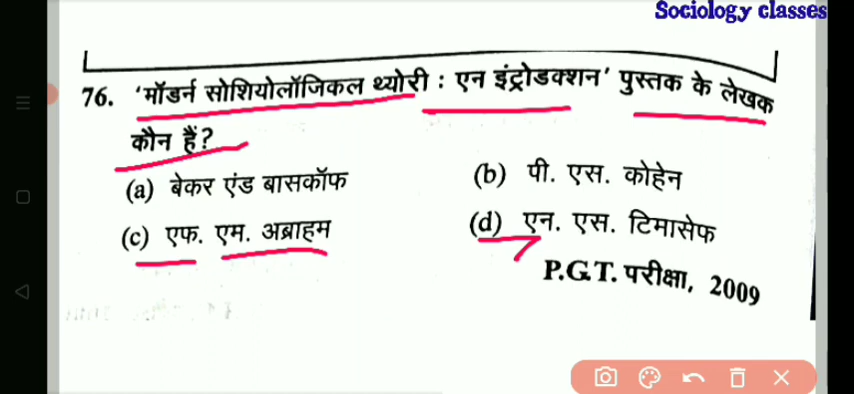 Sociology classes
76. 'मॉडर्न सोशियोलॉजिकल थ्योरी : एन इंट्रोडक्शन' पुस्तक के लेखक
कौन हैं?
(a) बेकर एंड बासकॉफ
(b) पी. एस. कोहेन
(c) एफ. एम. अब्राहम
(d) एन. एस. टिमासेफ
P.G.T. परीक्षा, 2009